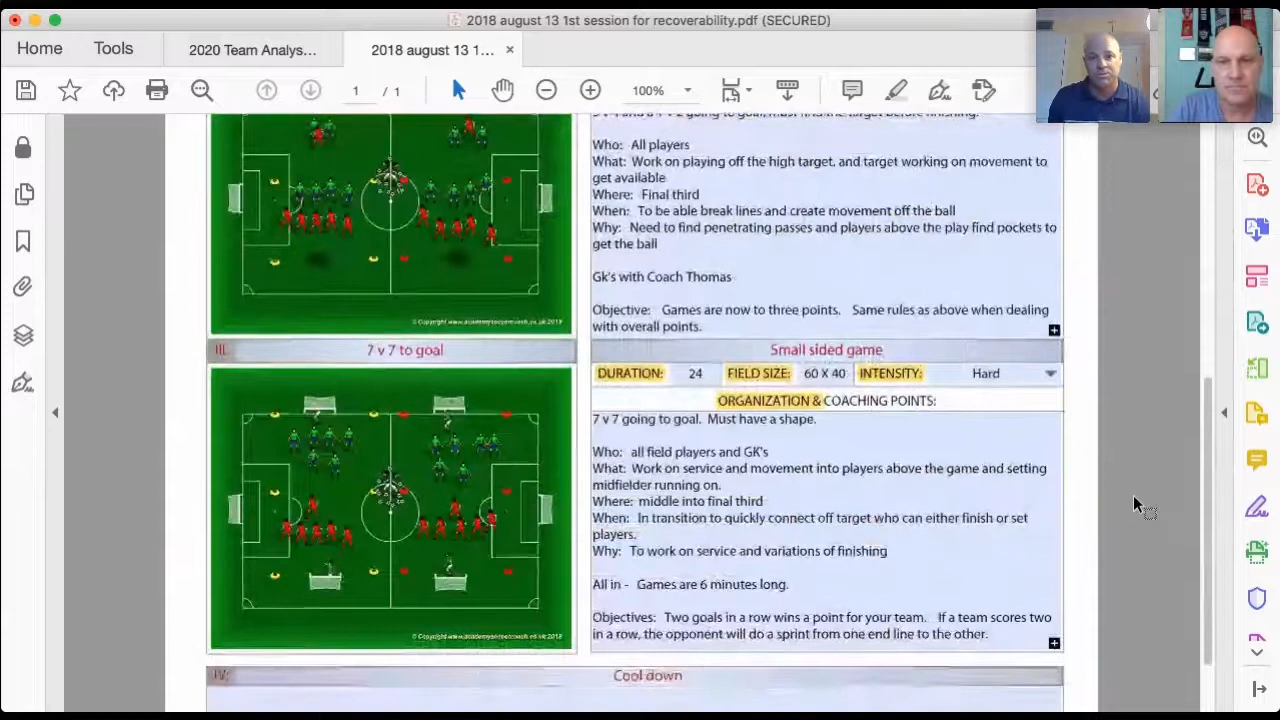 2018 august 13 1st session for recoverability.pdf (SECURED)
Home
Tools
2020 Team Analys...
2018 august 13 1...
1 / 1
100%
going to goal, must find the target before finishing.
Who: All players
What: Work on playing off the high target, and target working on movement to
get available
Where: Final third
When: To be able break lines and create movement off the ball
Why: Need to find penetrating passes and players above the play find pockets to
get the ball
Gk's with Coach Thomas
Objective: Games are now to three points. Same rules as above when dealing
with overall points.
III.
7 v 7 to goal
Small sided game
DURATION: 24 FIELD SIZE: 60 X 40 INTENSITY: Hard
ORGANIZATION & COACHING POINTS:
7 v 7 going to goal. Must have a shape.
Who: all field players and GK's
What: Work on service and movement into players above the game and setting
midfielder running on.
Where: middle into final third
When: In transition to quickly connect off target who can either finish or set
players.
Why: To work on service and variations of finishing
All in - Games are 6 minutes long.
Objectives: Two goals in a row wins a point for your team. If a team scores two
in a row, the opponent will do a sprint from one end line to the other.
IV.
Cool down